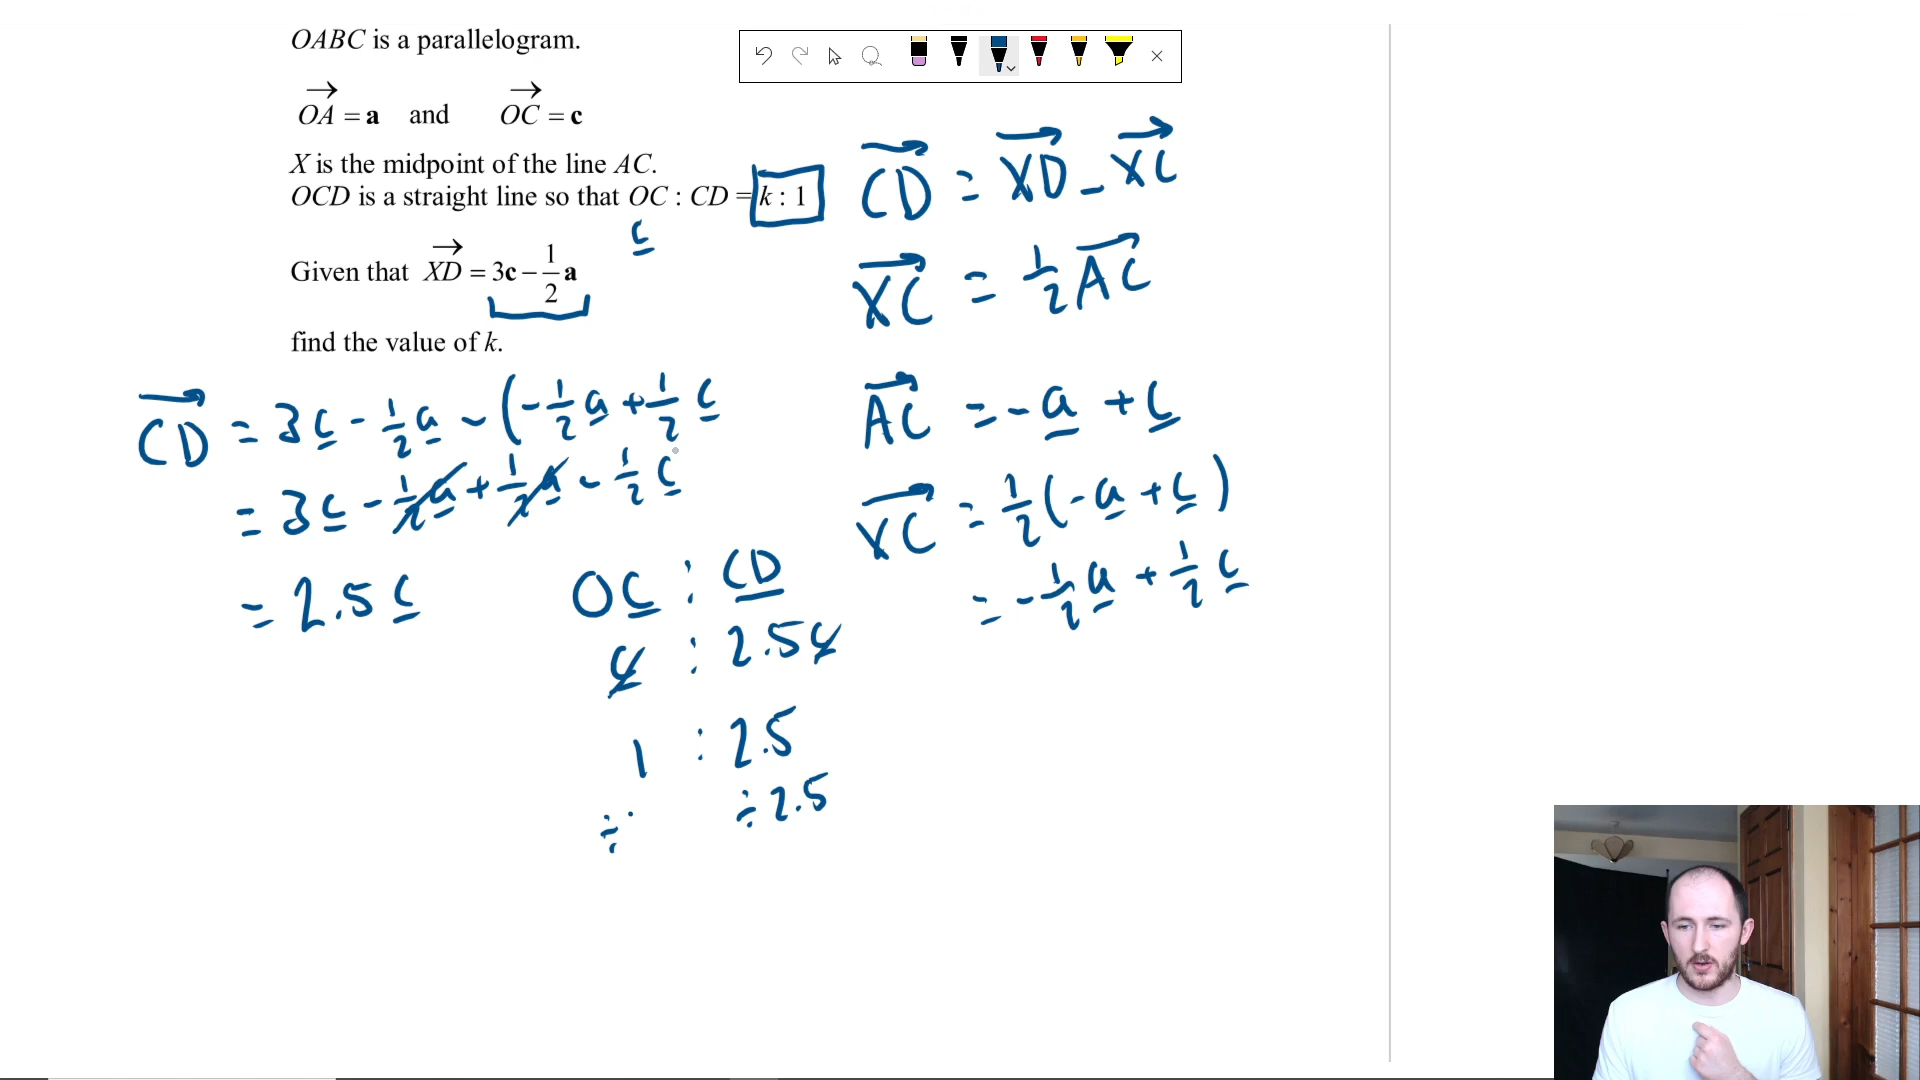 OABC is a parallelogram.
→OA = a and →OC = c
X is the midpoint of the line AC.
OCD is a straight line so that OC : CD = k : 1
c
Given that →XD = 3c − 1/2 a
find the value of k.
→CD = 3c - 1/2 a - (-1/2 a + 1/2 c
= 3c - 1/2 a + 1/2 a - 1/2 c
= 2.5 c
OC : CD
c : 2.5c
1 : 2.5
÷ ÷2.5
→CD = →XD - →XC
→XC = 1/2 →AC
→AC = -a + c
→XC = 1/2(-a + c)
= -1/2 a + 1/2 c